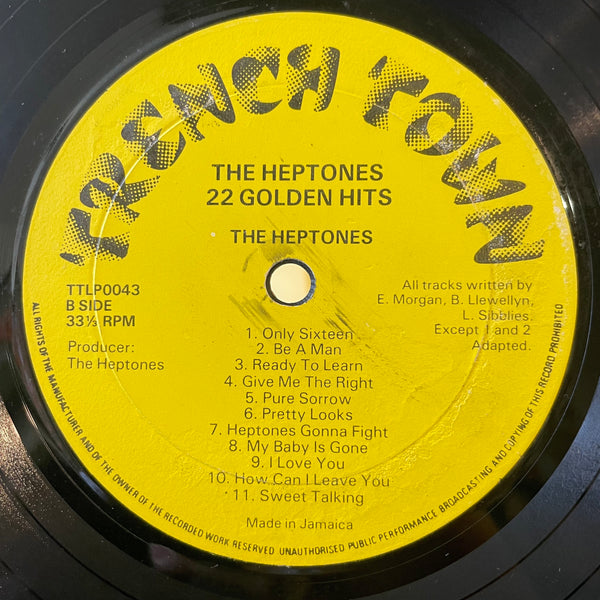 FRENCH TOWN
THE HEPTONES
22 GOLDEN HITS
THE HEPTONES
TTLP0043
B SIDE
33⅓ RPM
Producer:
The Heptones
All tracks written by
E. Morgan, B. Llewellyn,
L. Sibblies.
Except 1 and 2
Adapted.
1. Only Sixteen
2. Be A Man
3. Ready To Learn
4. Give Me The Right
5. Pure Sorrow
6. Pretty Looks
7. Heptones Gonna Fight
8. My Baby Is Gone
9. I Love You
10. How Can I Leave You
11. Sweet Talking
Made in Jamaica
ALL RIGHTS OF THE MANUFACTURER AND OF THE OWNER OF THE RECORDED WORK RESERVED UNAUTHORISED PUBLIC PERFORMANCE BROADCASTING AND COPYING OF THIS RECORD PROHIBITED